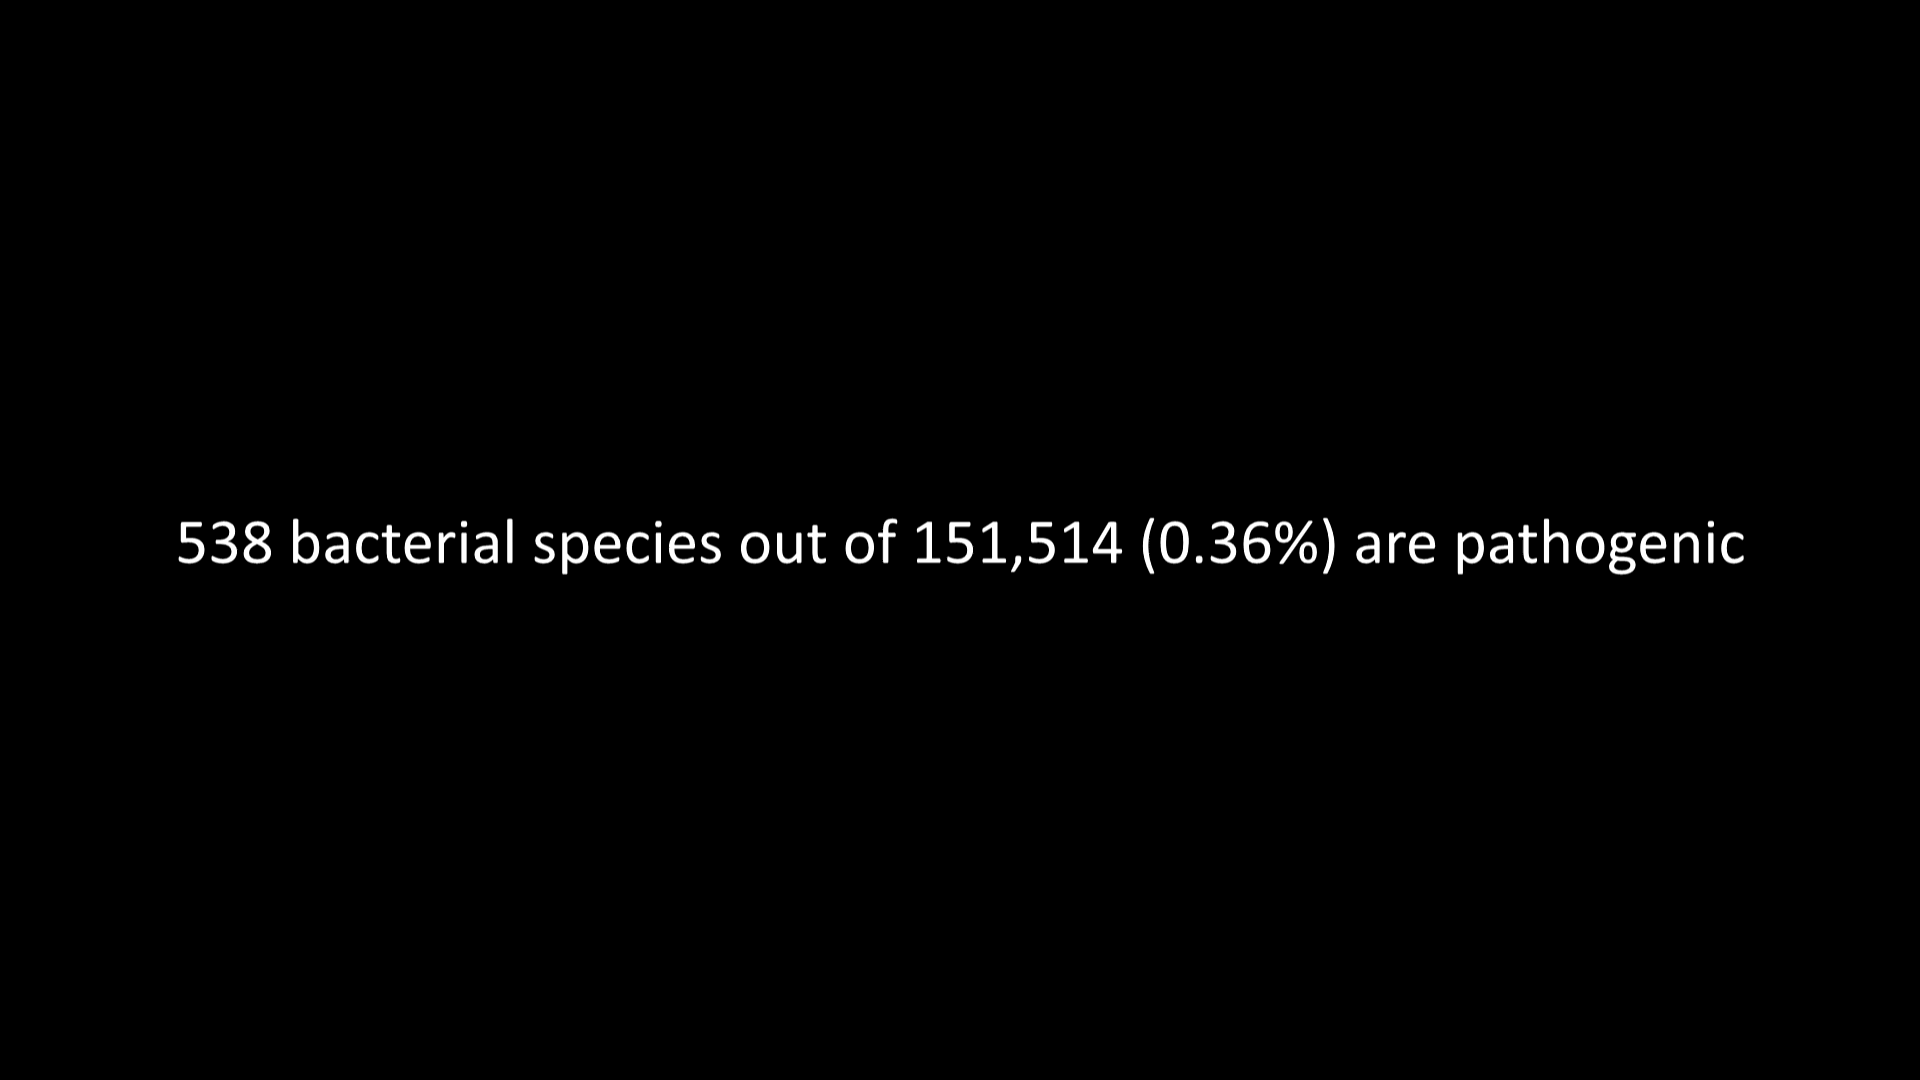 538 bacterial species out of 151,514 (0.36%) are pathogenic